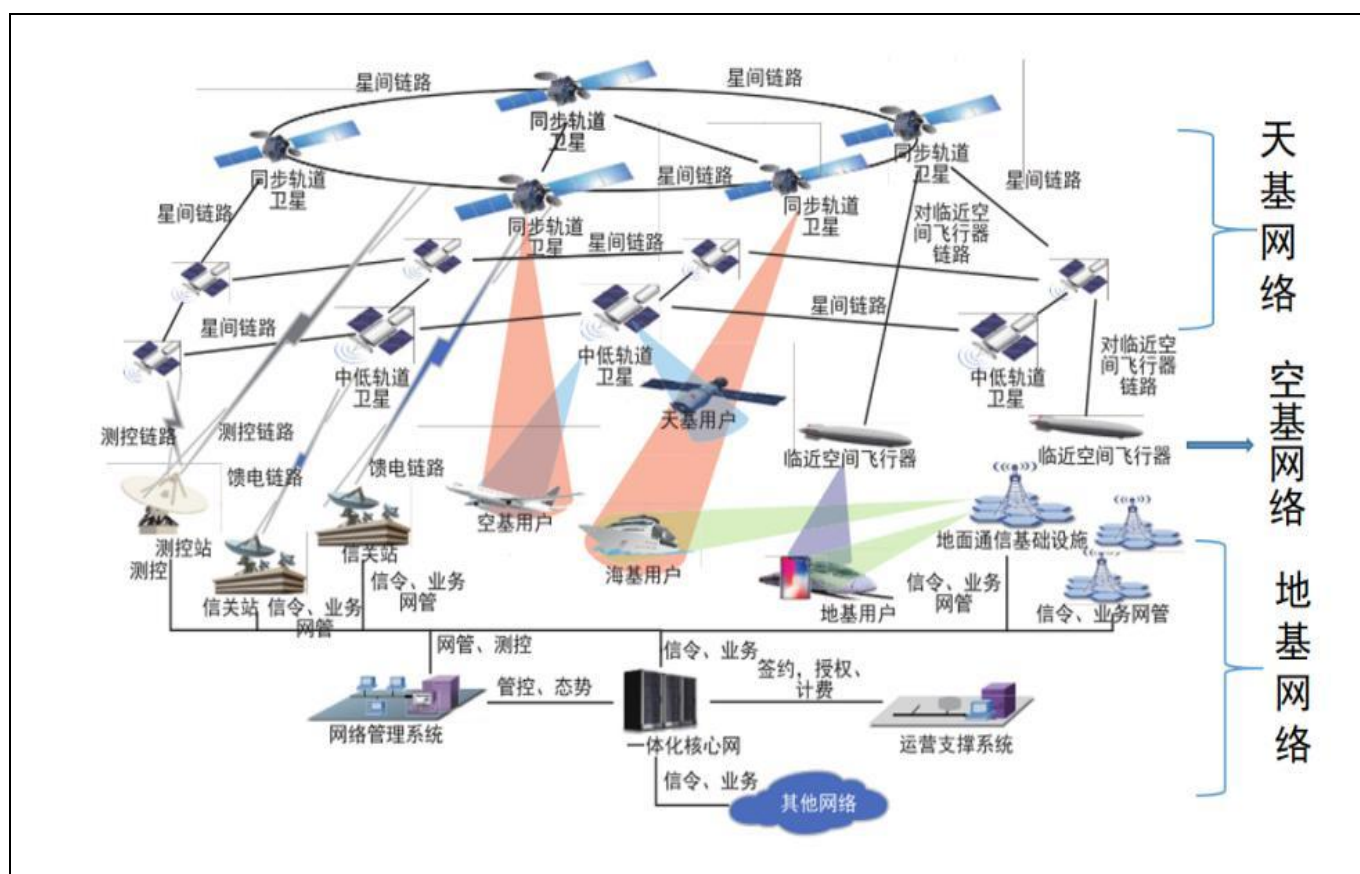 星间链路
星间链路
同步轨道
卫星
同步轨道
卫星
同步轨道
卫星
星间链路
星间链路
星间链路
同步轨道
卫星
同步轨道
卫星
对临近空
间飞行器
链路
天基网络
星间链路
星间链路
星间链路
中低轨道
卫星
中低轨道
卫星
中低轨道
卫星
对临近空
间飞行器
链路
天基用户
测控链路
测控链路
馈电链路
馈电链路
临近空间飞行器
临近空间飞行器
空基网络
空基用户
测控站
测控
信关站
信关站
海基用户
地面通信基础设施
信令、业务
网管
信令、业务
网管
地基用户
信令、业务
网管
信令、业务网管
地基网络
网管、测控
信令、业务
管控、态势
签约，授权、
计费
网络管理系统
一体化核心网
运营支撑系统
信令、业务
其他网络